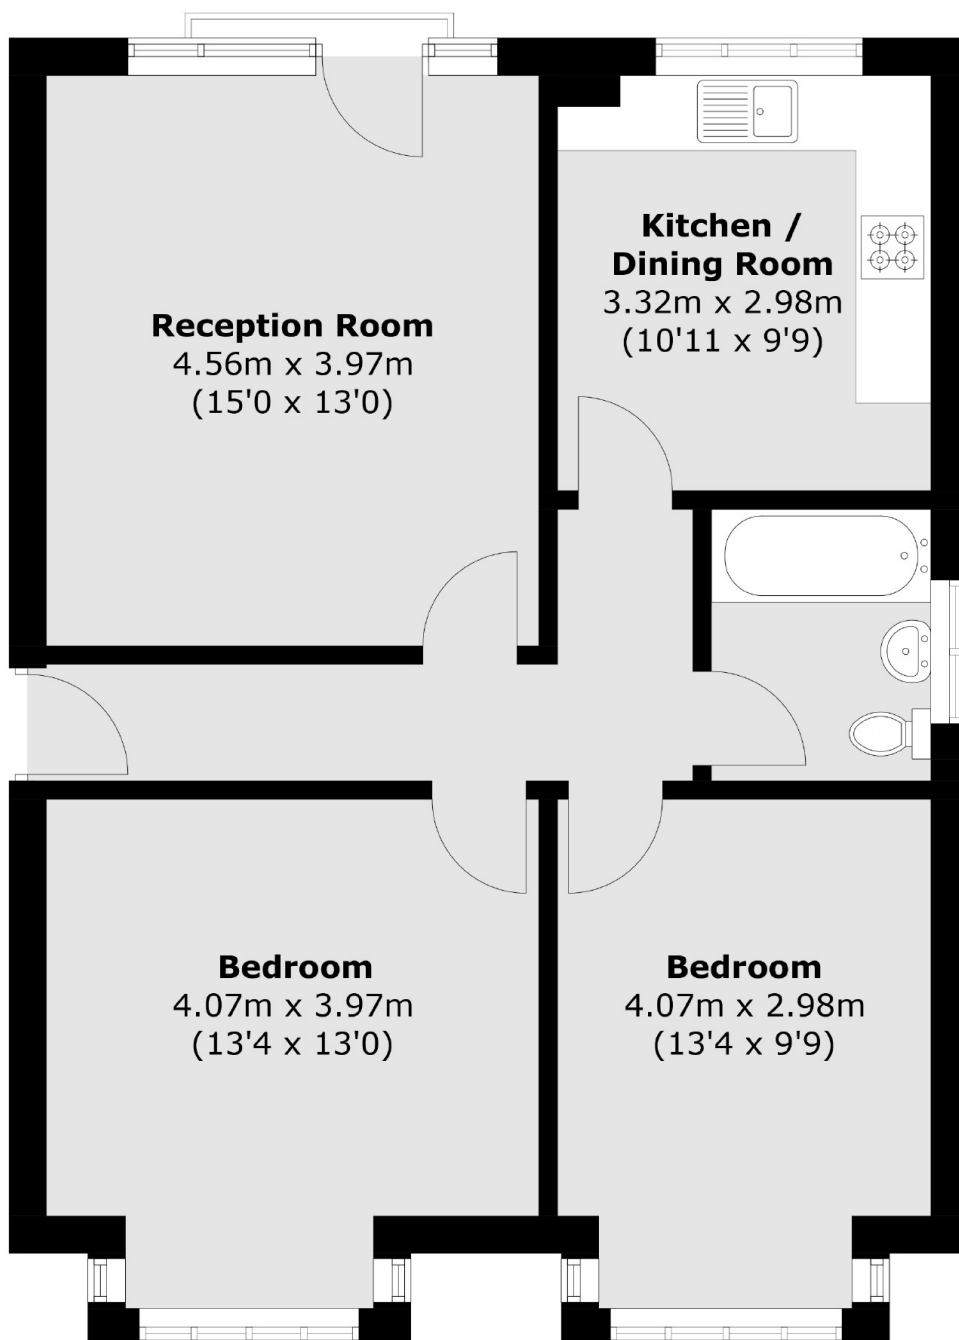 Reception Room
4.56m x 3.97m
(15'0 x 13'0)
Kitchen /
Dining Room
3.32m x 2.98m
(10'11 x 9'9)
Bedroom
4.07m x 3.97m
(13'4 x 13'0)
Bedroom
4.07m x 2.98m
(13'4 x 9'9)